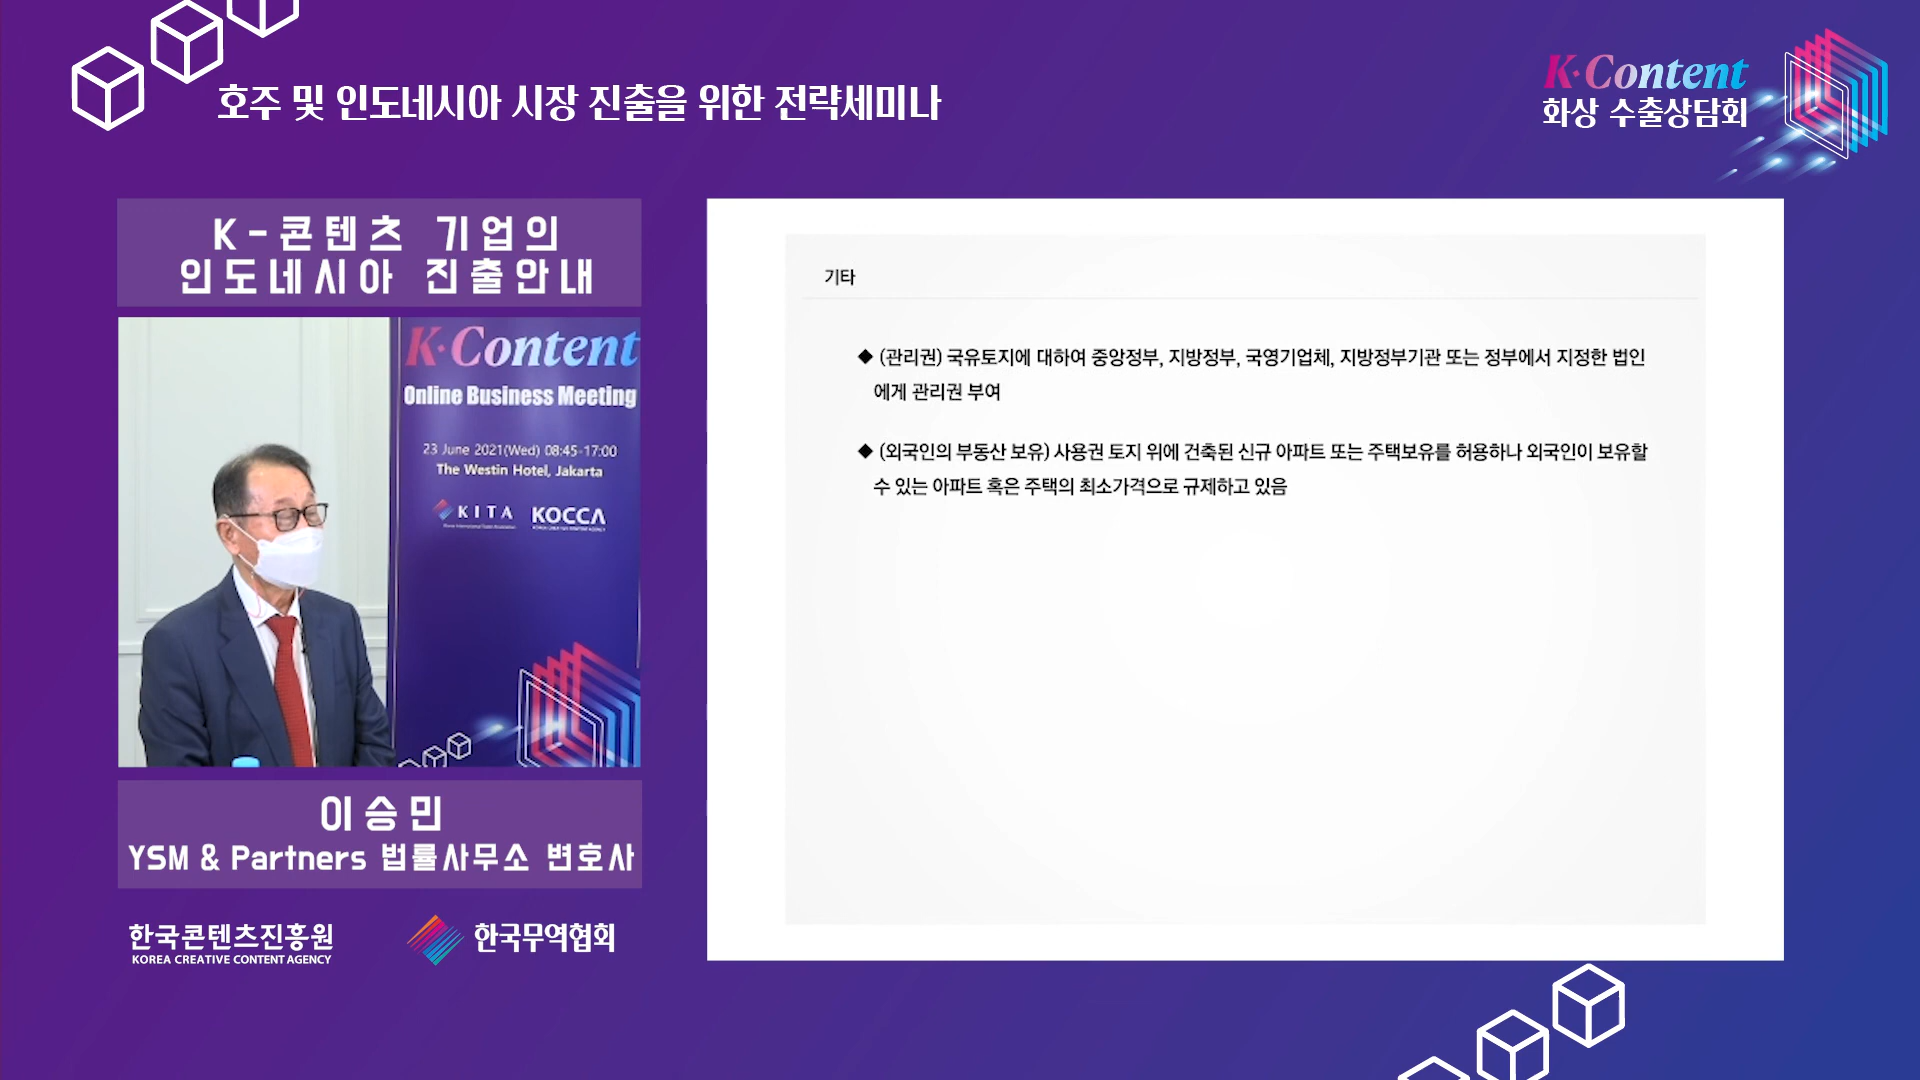 호주 및 인도네시아 시장 진출을 위한 전략세미나
K·Content
화상 수출상담회
K-콘텐츠 기업의
인도네시아 진출안내
K·Content
Online Business Meeting
23 June 2021(Wed) 08:45-17:00
The Westin Hotel, Jakarta
KITA
KOCCA
이승민
YSM & Partners 법률사무소 변호사
한국콘텐츠진흥원
KOREA CREATIVE CONTENT AGENCY
한국무역협회
기타
◆ (관리권) 국유토지에 대하여 중앙정부, 지방정부, 국영기업체, 지방정부기관 또는 정부에서 지정한 법인
에게 관리권 부여
◆ (외국인의 부동산 보유) 사용권 토지 위에 건축된 신규 아파트 또는 주택보유를 허용하나 외국인이 보유할
수 있는 아파트 혹은 주택의 최소가격으로 규제하고 있음